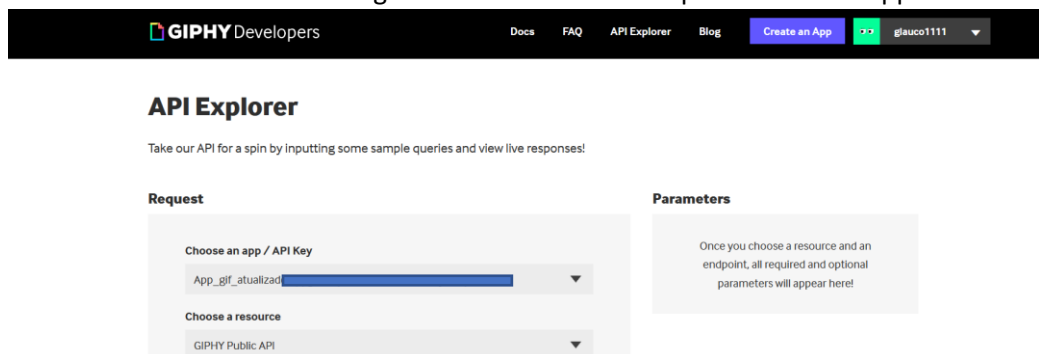 GIPHY Developers
Docs FAQ API Explorer Blog Create an App glauco1111
API Explorer
Take our API for a spin by inputting some sample queries and view live responses!
Request
Parameters
Choose an app / API Key
App_gif_atualizad
Once you choose a resource and an
endpoint, all required and optional
parameters will appear here!
Choose a resource
GIPHY Public API